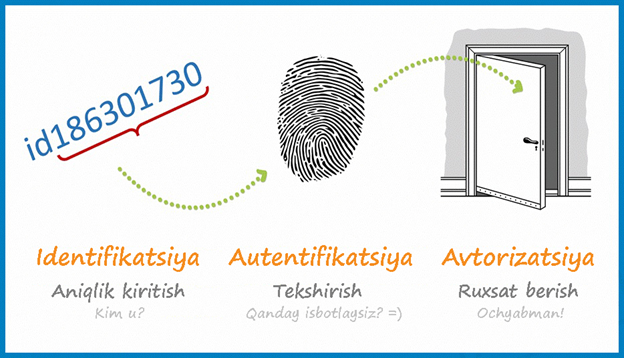 id186301730
Identifikatsiya
Aniqlik kiritish
Kim u?
Autentifikatsiya
Tekshirish
Qanday isbotlaysiz? =)
Avtorizatsiya
Ruxsat berish
Ochyabman!